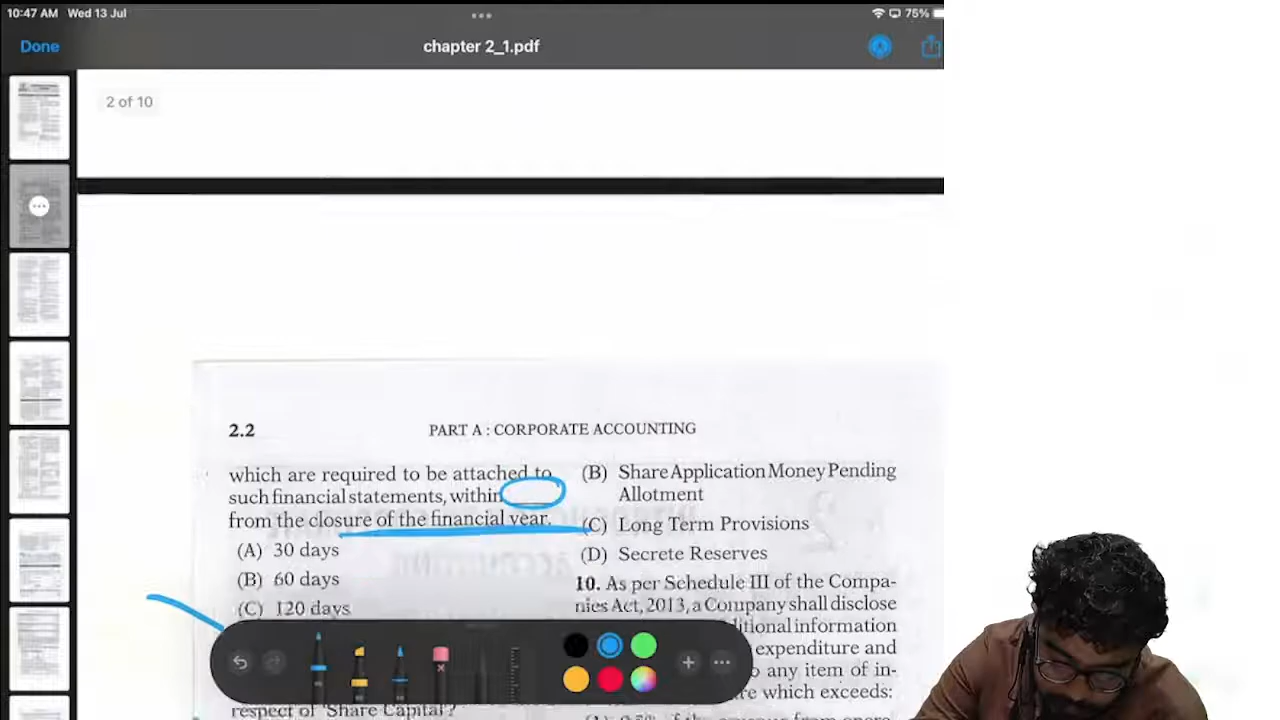 10:47 AM Wed 13 Jul
75%
Done
chapter 2_1.pdf
2 of 10
2.2
PART A : CORPORATE ACCOUNTING
which are required to be attached to
such financial statements, within
from the closure of the financial year.
(A) 30 days
(B) 60 days
(C) 120 days
respect of 'Share Capital'?
(B) Share Application Money Pending
Allotment
(C) Long Term Provisions
(D) Secrete Reserves
10. As per Schedule III of the Compa-
nies Act, 2013, a Company shall disclose
ditional information
expenditure and
any item of in-
re which exceeds: